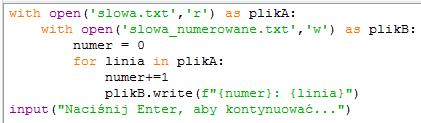 with open('slowa.txt','r') as plikA:
    with open('slowa_numerowane.txt','w') as plikB:
        numer = 0
        for linia in plikA:
            numer+=1
            plikB.write(f"{numer}: {linia}")
input("Naciśnij Enter, aby kontynuować...")